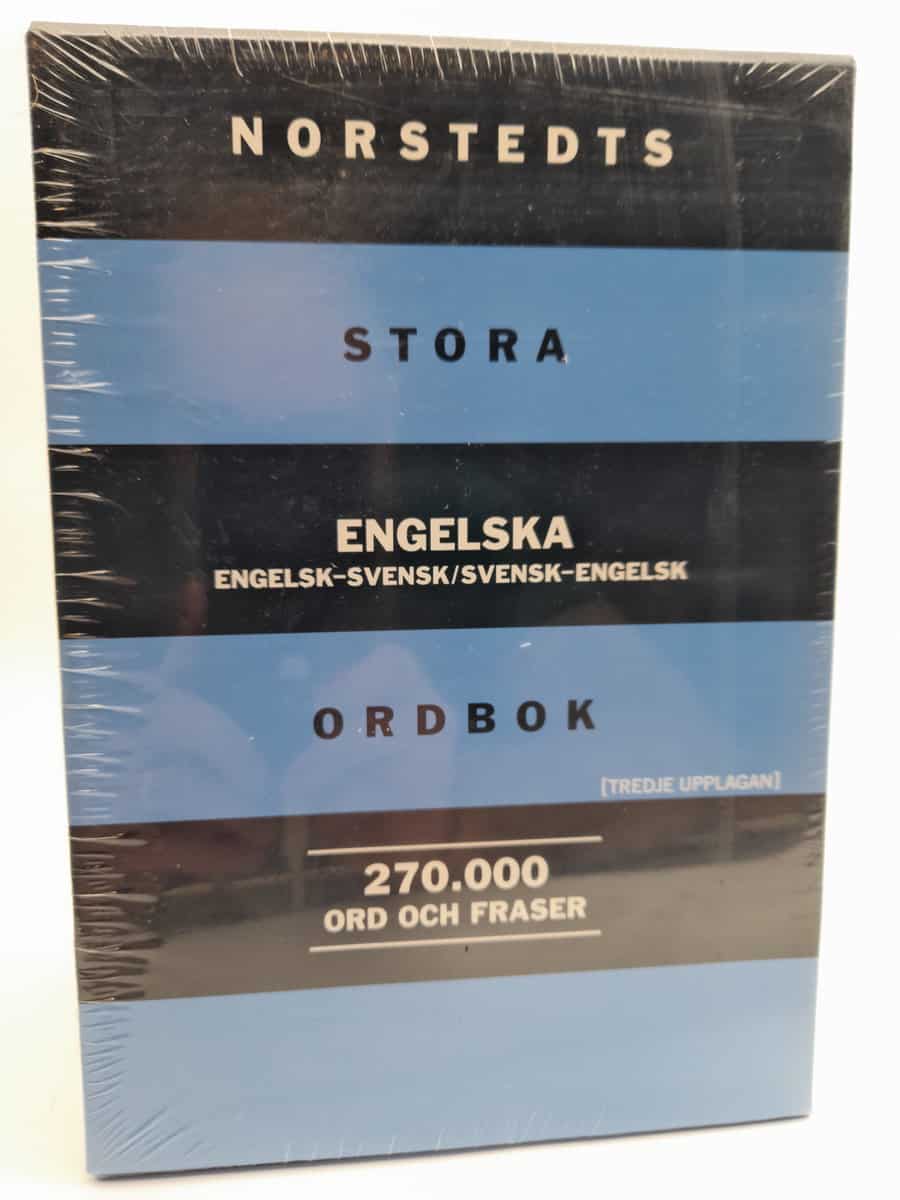 NORSTEDTS
STORA
ENGELSKA
ENGELSK–SVENSK/SVENSK–ENGELSK
ORDBOK
[TREDJE UPPLAGAN]
270.000
ORD OCH FRASER